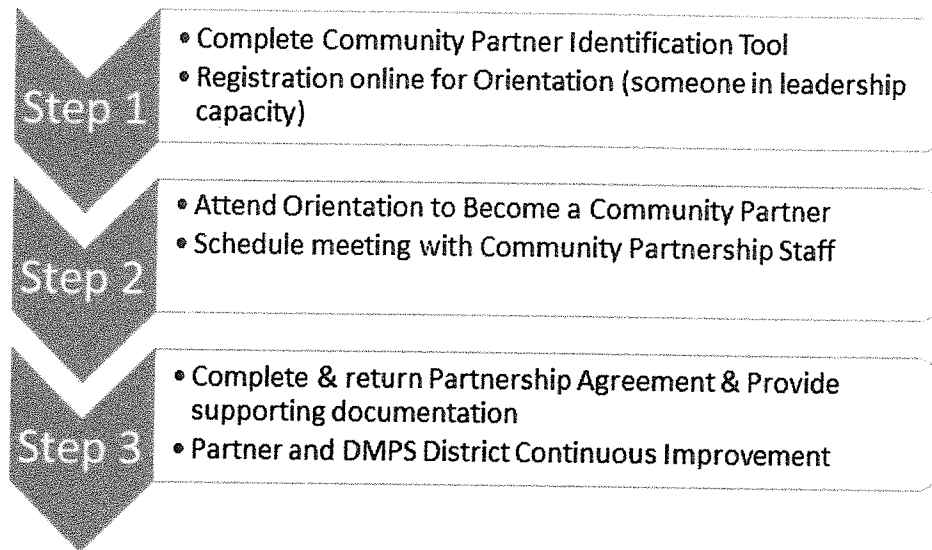 Step 1
• Complete Community Partner Identification Tool
• Registration online for Orientation (someone in leadership
capacity)
Step 2
• Attend Orientation to Become a Community Partner
• Schedule meeting with Community Partnership Staff
Step 3
• Complete & return Partnership Agreement & Provide
supporting documentation
• Partner and DMPS District Continuous Improvement